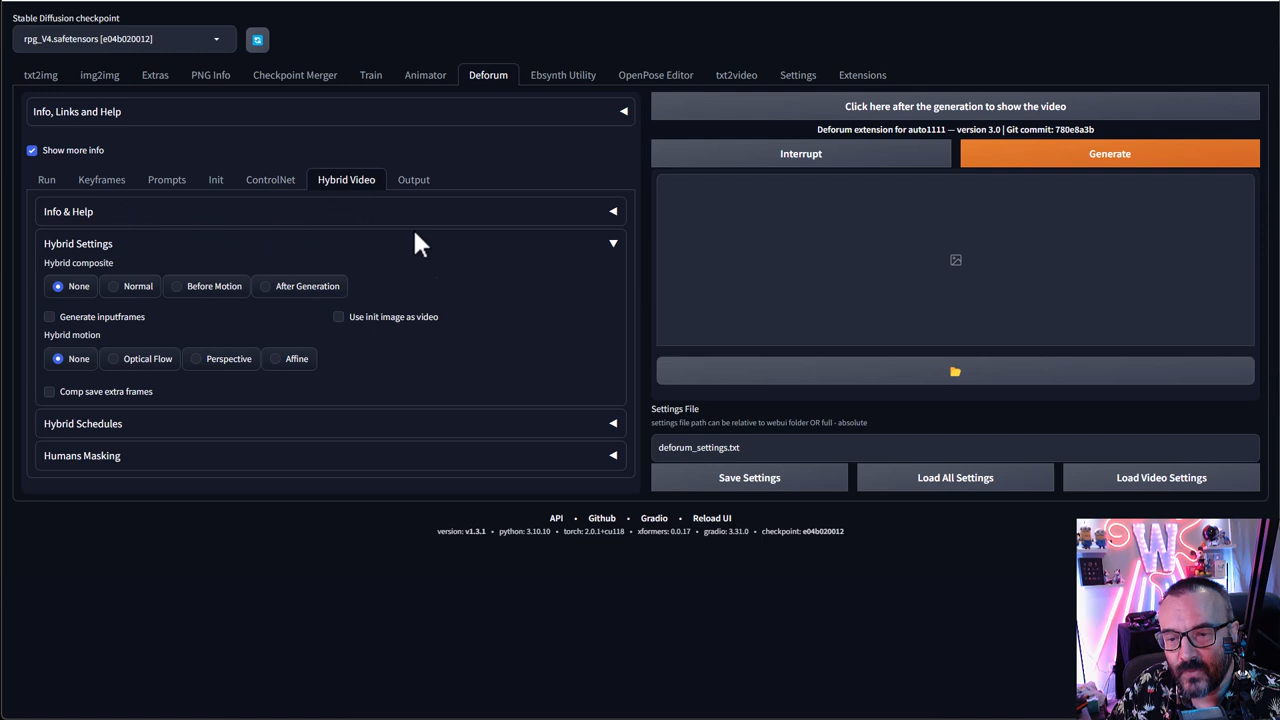 Stable Diffusion checkpoint
rpg_V4.safetensors [e04b020012]
txt2img img2img Extras PNG Info Checkpoint Merger Train Animator Deforum Ebsynth Utility OpenPose Editor txt2video Settings Extensions
Info, Links and Help
Show more info
Run Keyframes Prompts Init ControlNet Hybrid Video Output
Info & Help
Hybrid Settings
Hybrid composite
None Normal Before Motion After Generation
Generate inputframes Use init image as video
Hybrid motion
None Optical Flow Perspective Affine
Comp save extra frames
Hybrid Schedules
Humans Masking
Click here after the generation to show the video
Deforum extension for auto1111 — version 3.0 | Git commit: 780e8a3b
Interrupt Generate
Settings File
settings file path can be relative to webui folder OR full - absolute
deforum_settings.txt
Save Settings Load All Settings Load Video Settings
API • Github • Gradio • Reload UI
version: v1.3.1 • python: 3.10.10 • torch: 2.0.1+cu118 • xformers: 0.0.17 • gradio: 3.31.0 • checkpoint: e04b020012
W